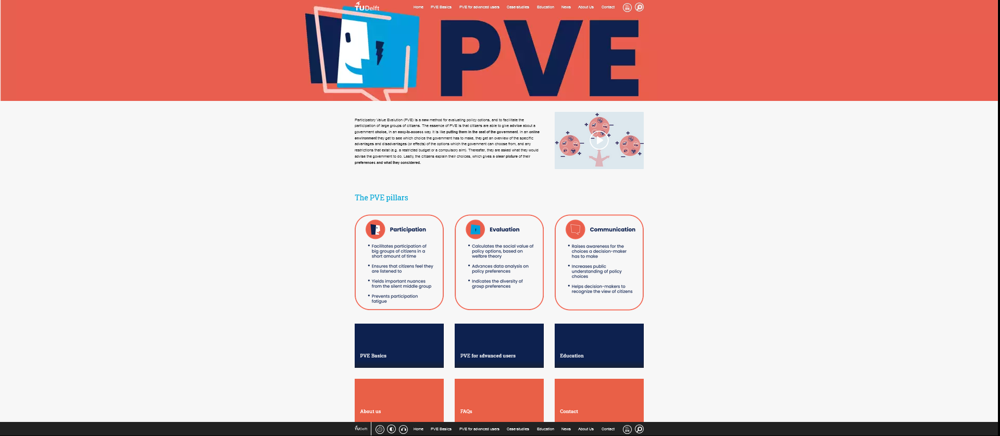 TUDelft
Home PVE Basics PVE for advanced users Case-studies Education News About Us Contact
EN
PVE
Participatory Value Evalution (PVE) is a new method for evaluating policy options, and to facilitate the
participation of large groups of citizens. The essence of PVE is that citizens are able to give advice about a
government choice, in an easy-to-access way. It is like putting them in the seat of the government. In an online
environment they get to see which choice the government has to make, they get an overview of the specific
advantages and disadvantages (or effects) of the options which the government can choose from, and any
restrictions that exist (e.g. a restricted budget or a compulsory aim). Thereafter, they are asked what they would
advise the government to do. Lastly, the citizens explain their choices, which gives a clear picture of their
preferences and what they considered.
The PVE pillars
Participation
• Facilitates participation of
big groups of citizens in a
short amount of time
• Ensures that citizens feel they
are listened to
• Yields important nuances
from the silent middle group
• Prevents participation
fatigue
Evaluation
• Calculates the social value of
policy options, based on
welfare theory
• Advances data analysis on
policy preferences
• Indicates the diversity of
group preferences
Communication
• Raises awareness for the
choices a decision-maker
has to make
• Increases public
understanding of policy
choices
• Helps decision-makers to
recognize the view of citizens
PVE Basics
PVE for advanced users
Education
About us
FAQs
Contact
TUDelft
Home PVE Basics PVE for advanced users Case-studies Education News About Us Contact
EN